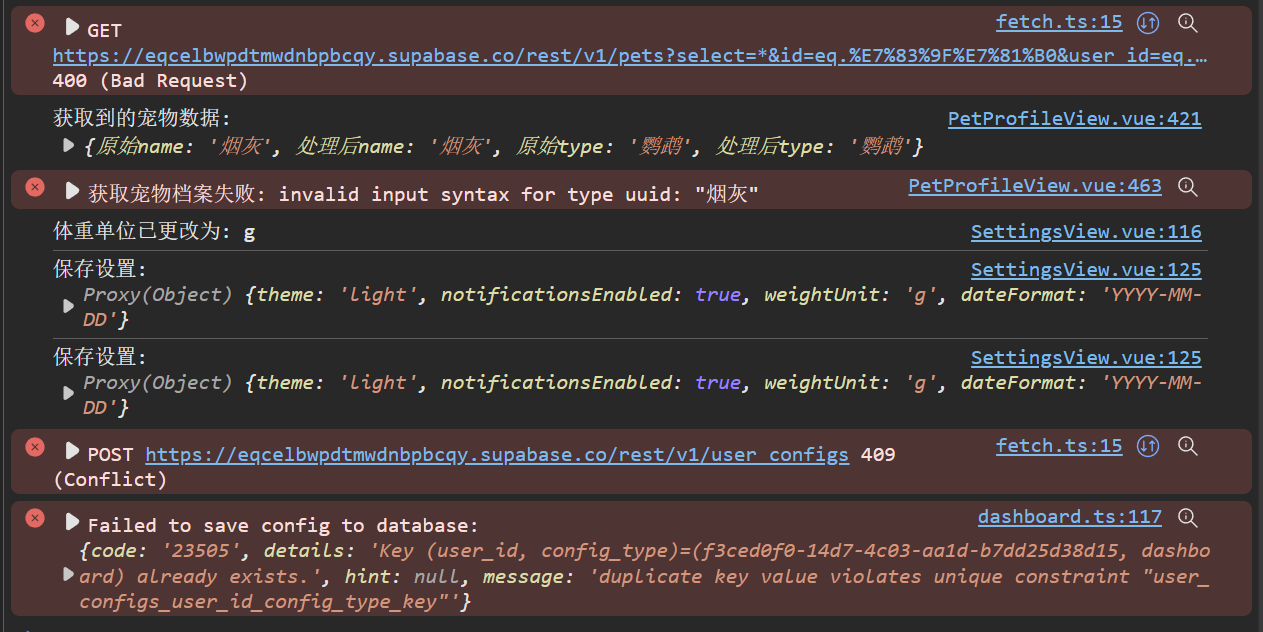 GET fetch.ts:15
https://eqcelbwpdtmwdnbpbcqy.supabase.co/rest/v1/pets?select=*&id=eq.%E7%83%9F%E7%81%B0&user_id=eq.…
400 (Bad Request)
获取到的宠物数据: PetProfileView.vue:421
{原始name: '烟灰', 处理后name: '烟灰', 原始type: '鹦鹉', 处理后type: '鹦鹉'}
获取宠物档案失败: invalid input syntax for type uuid: "烟灰" PetProfileView.vue:463
体重单位已更改为: g SettingsView.vue:116
保存设置: SettingsView.vue:125
Proxy(Object) {theme: 'light', notificationsEnabled: true, weightUnit: 'g', dateFormat: 'YYYY-MM-
DD'}
保存设置: SettingsView.vue:125
Proxy(Object) {theme: 'light', notificationsEnabled: true, weightUnit: 'g', dateFormat: 'YYYY-MM-
DD'}
POST https://eqcelbwpdtmwdnbpbcqy.supabase.co/rest/v1/user_configs 409 fetch.ts:15
(Conflict)
Failed to save config to database: dashboard.ts:117
{code: '23505', details: 'Key (user_id, config_type)=(f3ced0f0-14d7-4c03-aa1d-b7dd25d38d15, dashbo
ard) already exists.', hint: null, message: 'duplicate key value violates unique constraint "user_
configs_user_id_config_type_key"'}